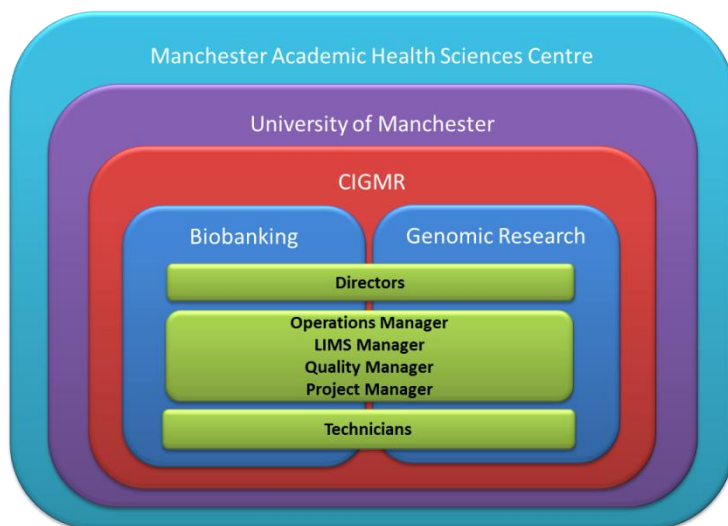 Manchester Academic Health Sciences Centre
University of Manchester
CIGMR
Biobanking
Genomic Research
Directors
Operations Manager
LIMS Manager
Quality Manager
Project Manager
Technicians